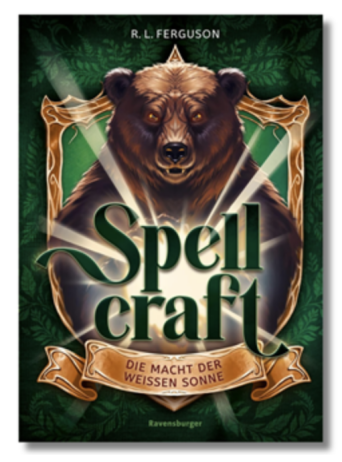 R. L. FERGUSON
Spell
craft
DIE MACHT DER
WEISSEN SONNE
Ravensburger